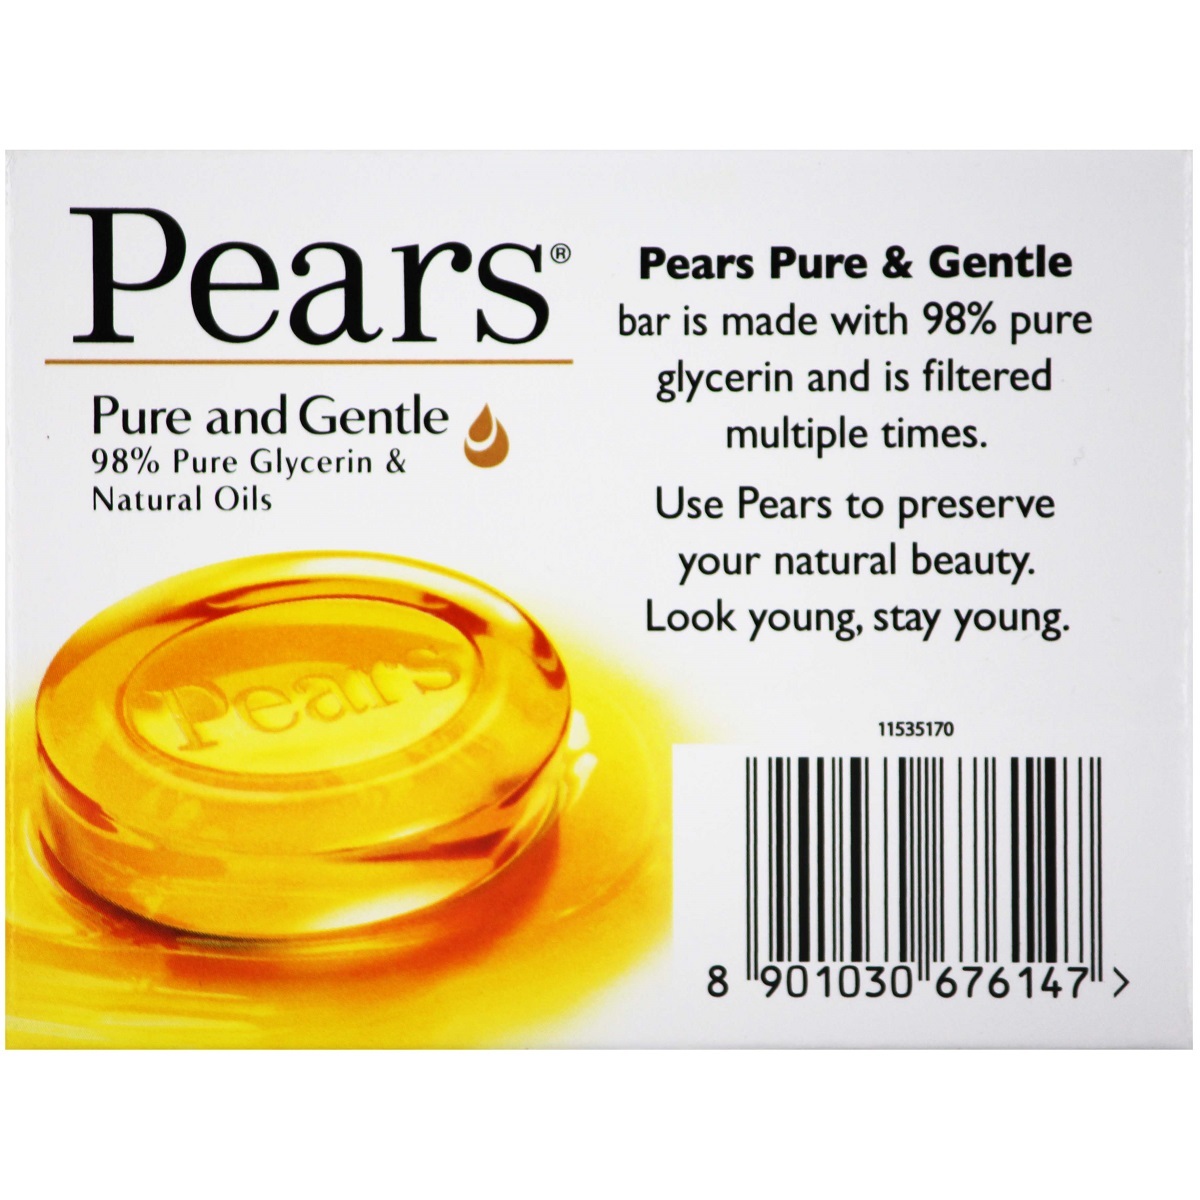 Pears®
Pure and Gentle
98% Pure Glycerin &
Natural Oils
Pears
Pears Pure & Gentle
bar is made with 98% pure
glycerin and is filtered
multiple times.
Use Pears to preserve
your natural beauty.
Look young, stay young.
11535170
8 901030 676147 >